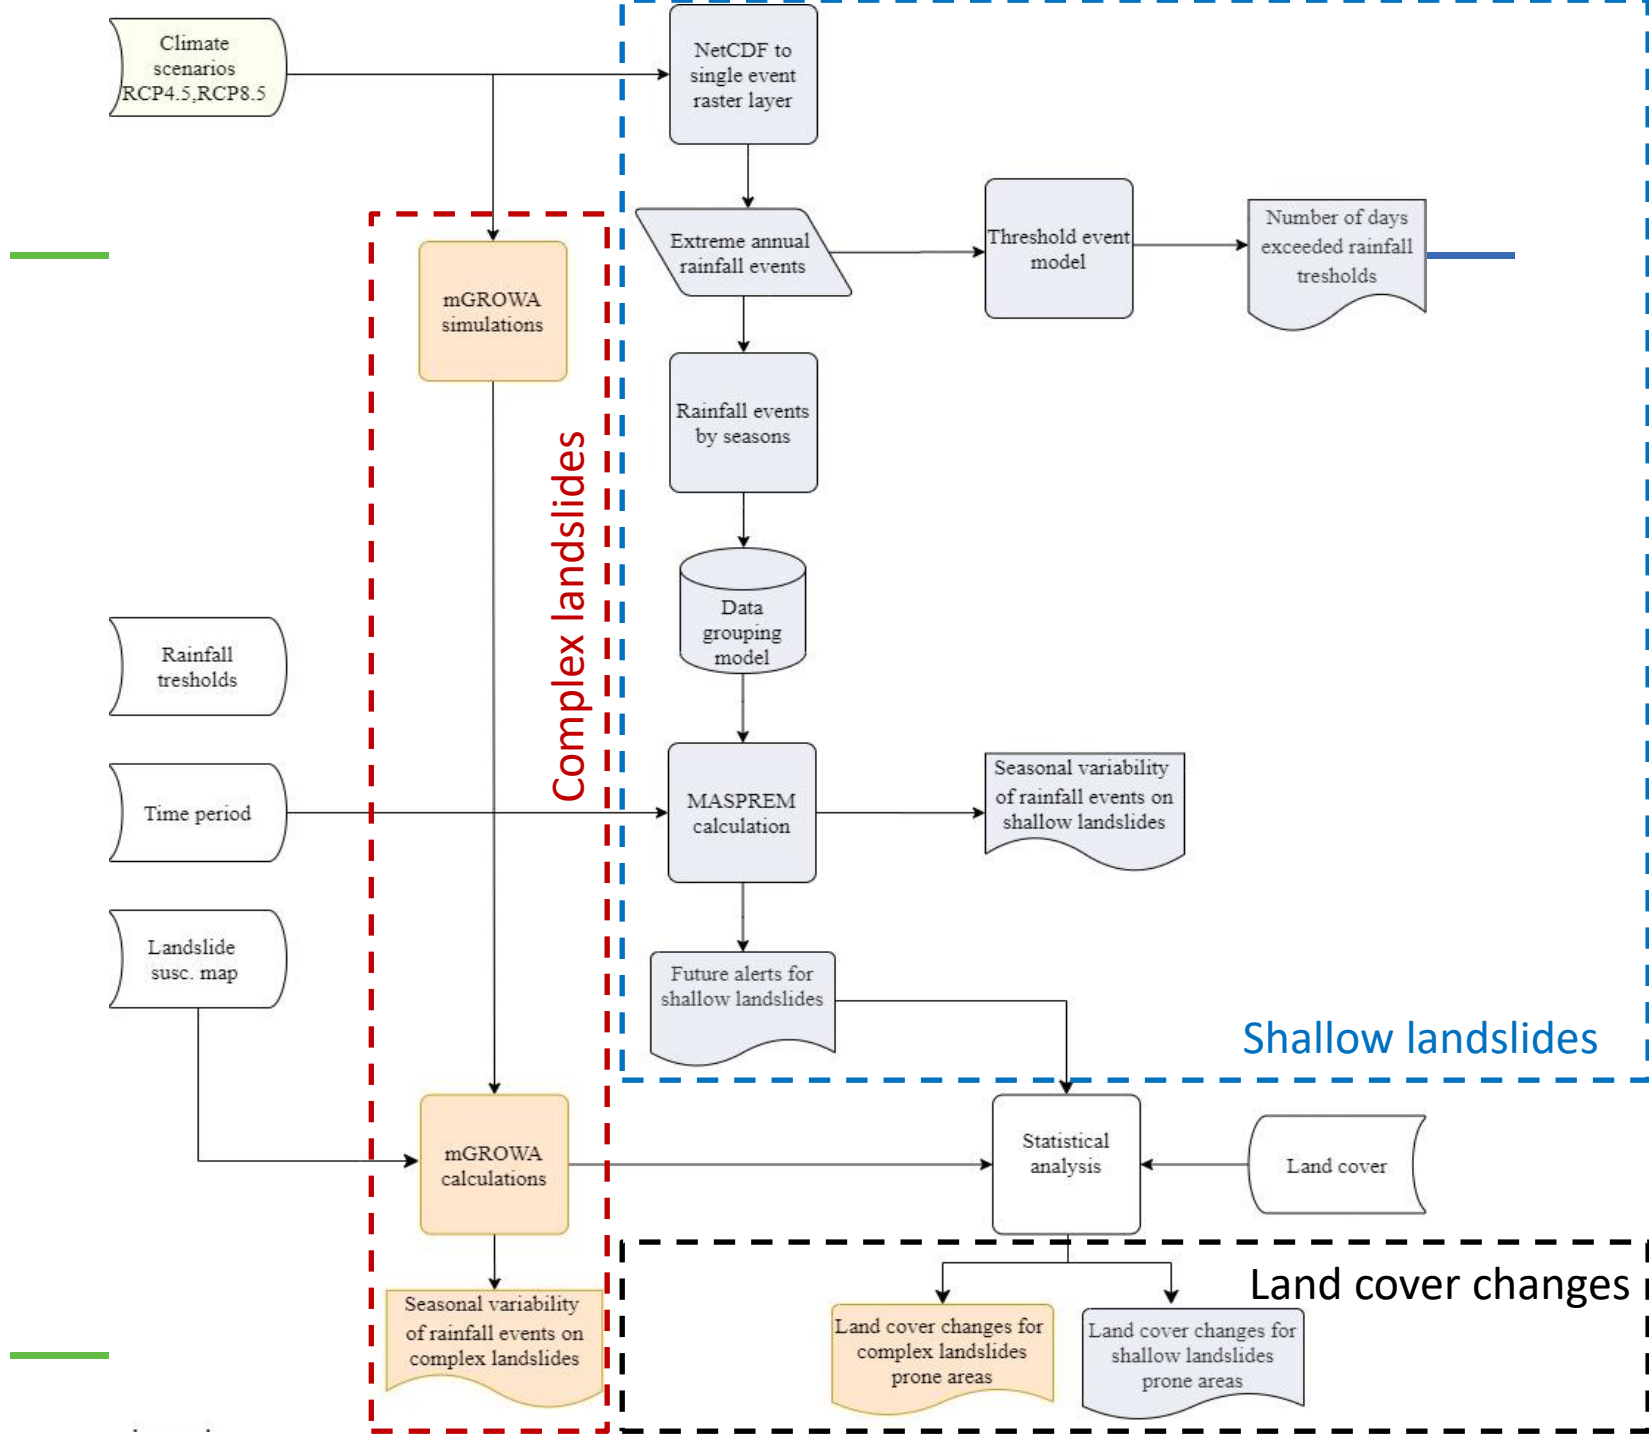 Climate
scenarios
RCP4.5,RCP8.5
NetCDF to
single event
raster layer
Extreme annual
rainfall events
Threshold event
model
Number of days
exceeded rainfall
tresholds
mGROWA
simulations
Rainfall events
by seasons
Complex landslides
Data
grouping
model
Rainfall
tresholds
Time period
MASPREM
calculation
Seasonal variability
of rainfall events on
shallow landslides
Landslide
susc. map
Future alerts for
shallow landslides
Shallow landslides
mGROWA
calculations
Statistical
analysis
Land cover
Land cover changes
Seasonal variability
of rainfall events on
complex landslides
Land cover changes for
complex landslides
prone areas
Land cover changes for
shallow landslides
prone areas